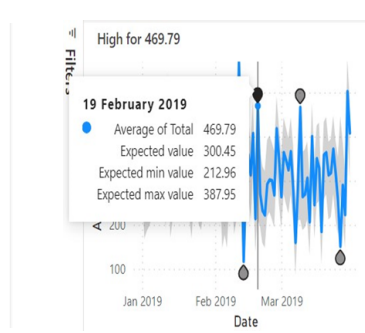 High for 469.79
Filters
19 February 2019
Average of Total 469.79
Expected value 300.45
Expected min value 212.96
Expected max value 387.95
A
200
100
Jan 2019 Feb 2019 Mar 2019
Date